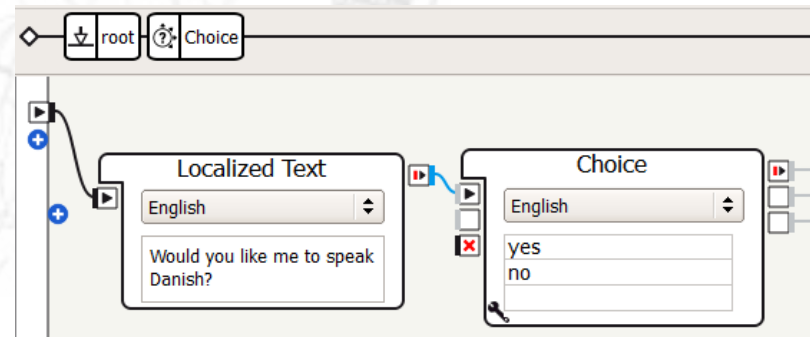 root
Choice
Localized Text
English
Would you like me to speak
Danish?
Choice
English
yes
no